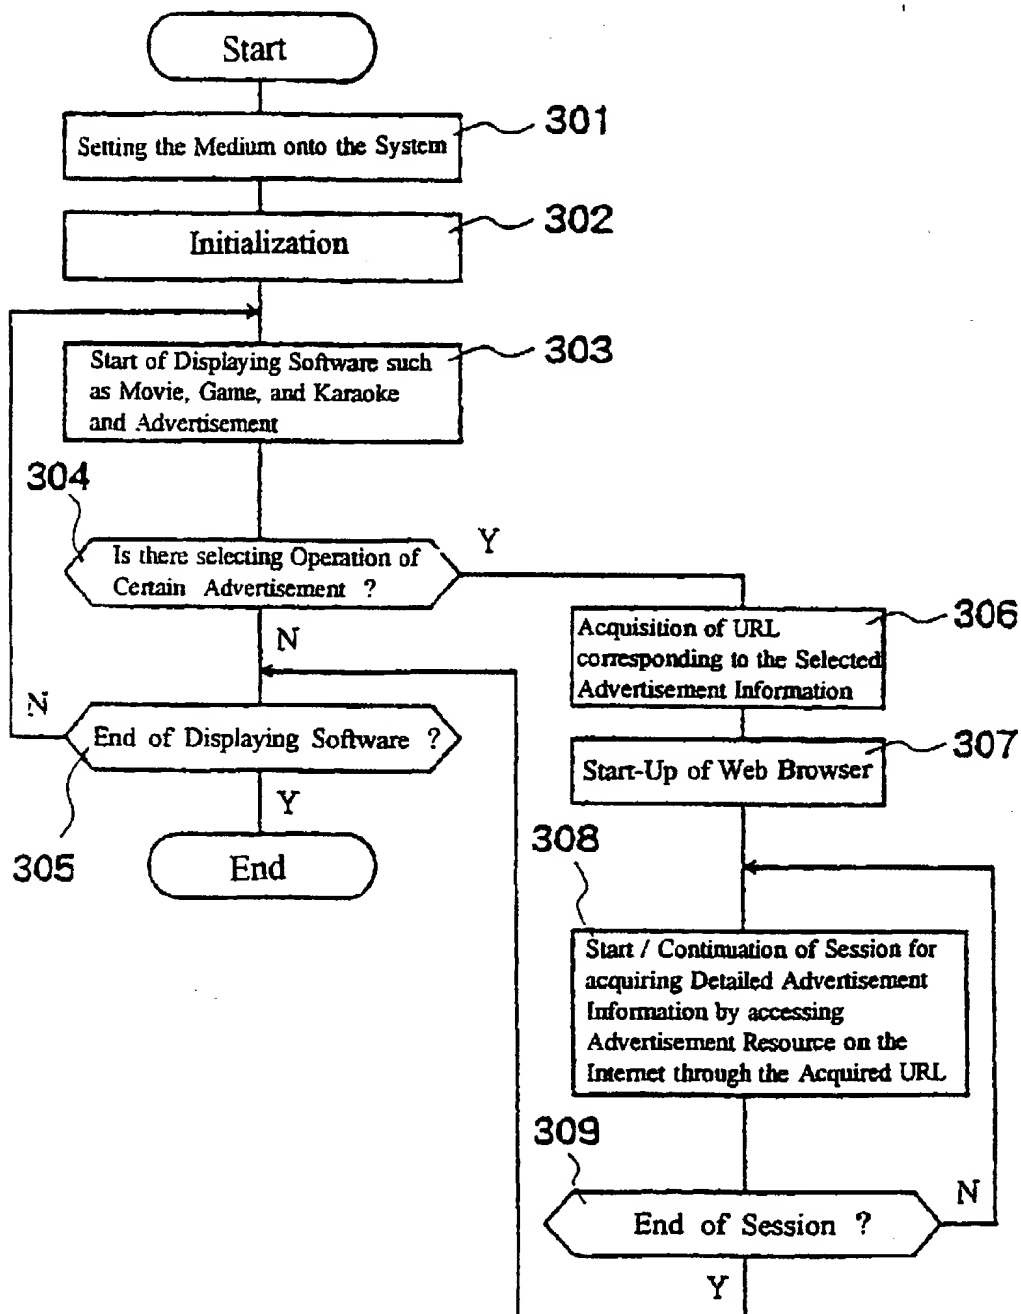 Start
301
Setting the Medium onto the System
302
Initialization
303
Start of Displaying Software such
as Movie, Game, and Karaoke
and Advertisement
304
Is there selecting Operation of
Certain Advertisement ?
Y
N
N
End of Displaying Software ?
305
Y
End
306
Acquisition of URL
corresponding to the Selected
Advertisement Information
307
Start-Up of Web Browser
308
Start / Continuation of Session for
acquiring Detailed Advertisement
Information by accessing
Advertisement Resource on the
Internet through the Acquired URL
309
End of Session ?
N
Y